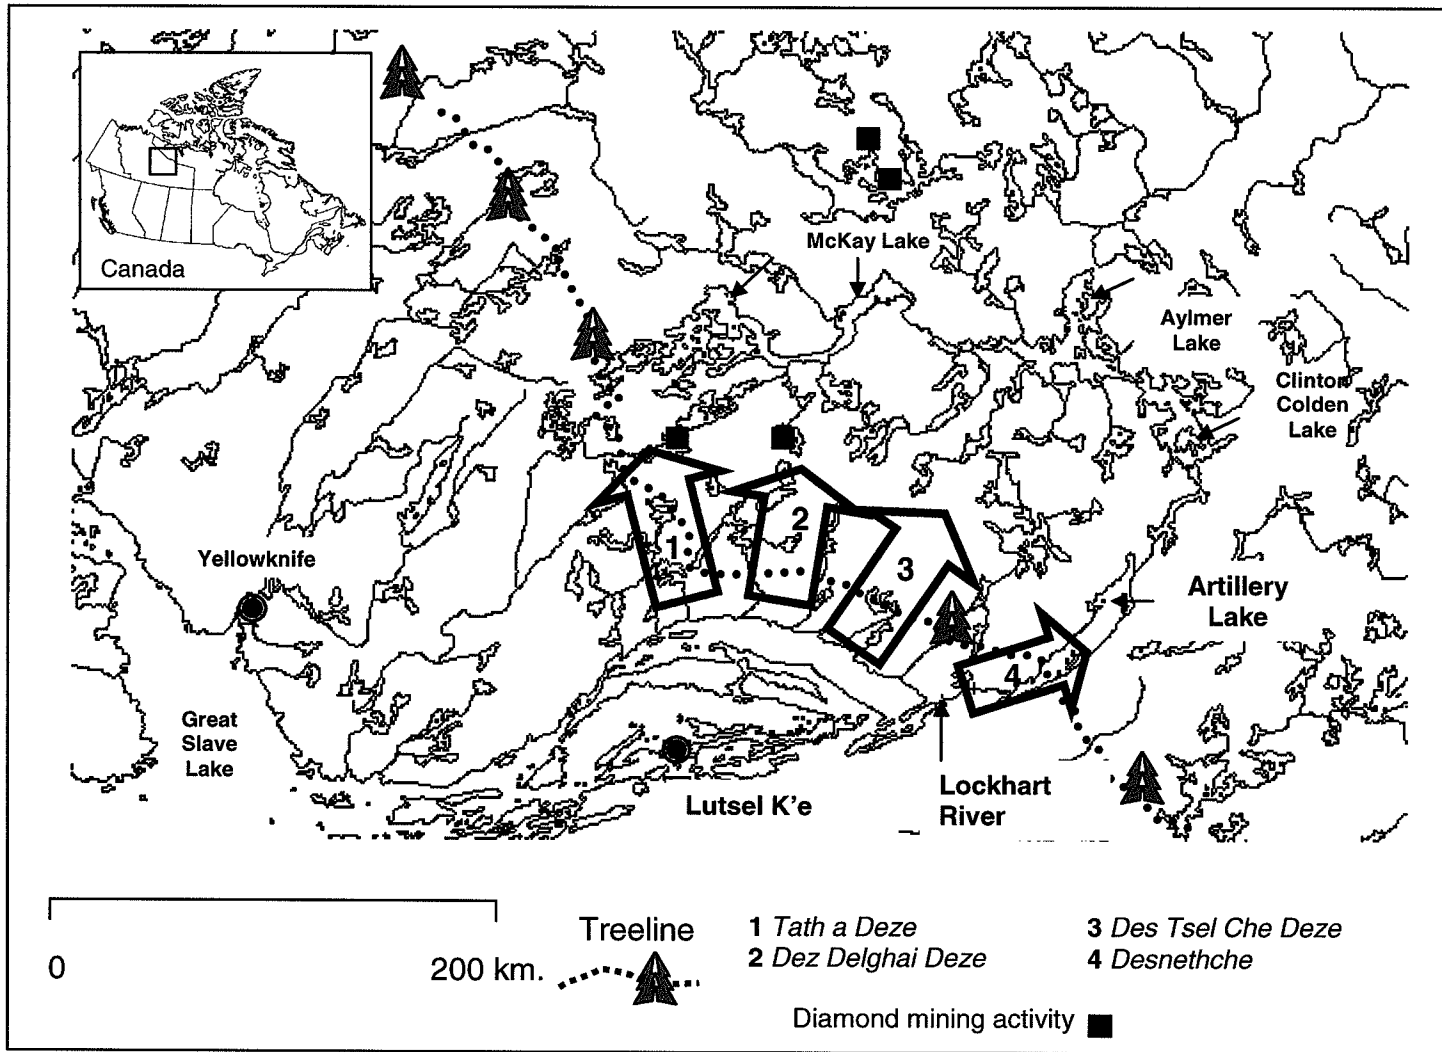 Canada
McKay Lake
Aylmer
Lake
Clinton
Colden
Lake
Yellowknife
1
2
3
4
Artillery
Lake
Great
Slave
Lake
Lutsel K'e
Lockhart
River
0
200 km.
Treeline
1 Tath a Deze
2 Dez Delghai Deze
3 Des Tsel Che Deze
4 Desnethche
Diamond mining activity